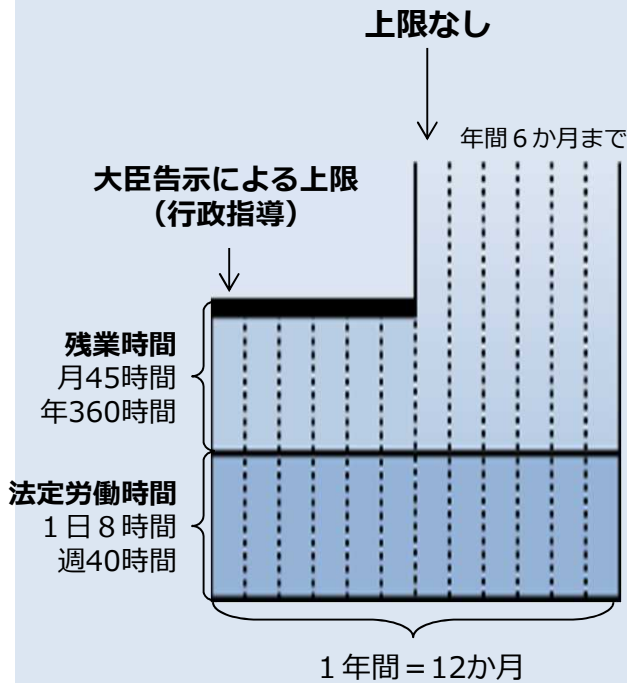 上限なし
年間６か月まで
大臣告示による上限
（行政指導）
残業時間
月45時間
年360時間
法定労働時間
１日８時間
週40時間
１年間＝12か月